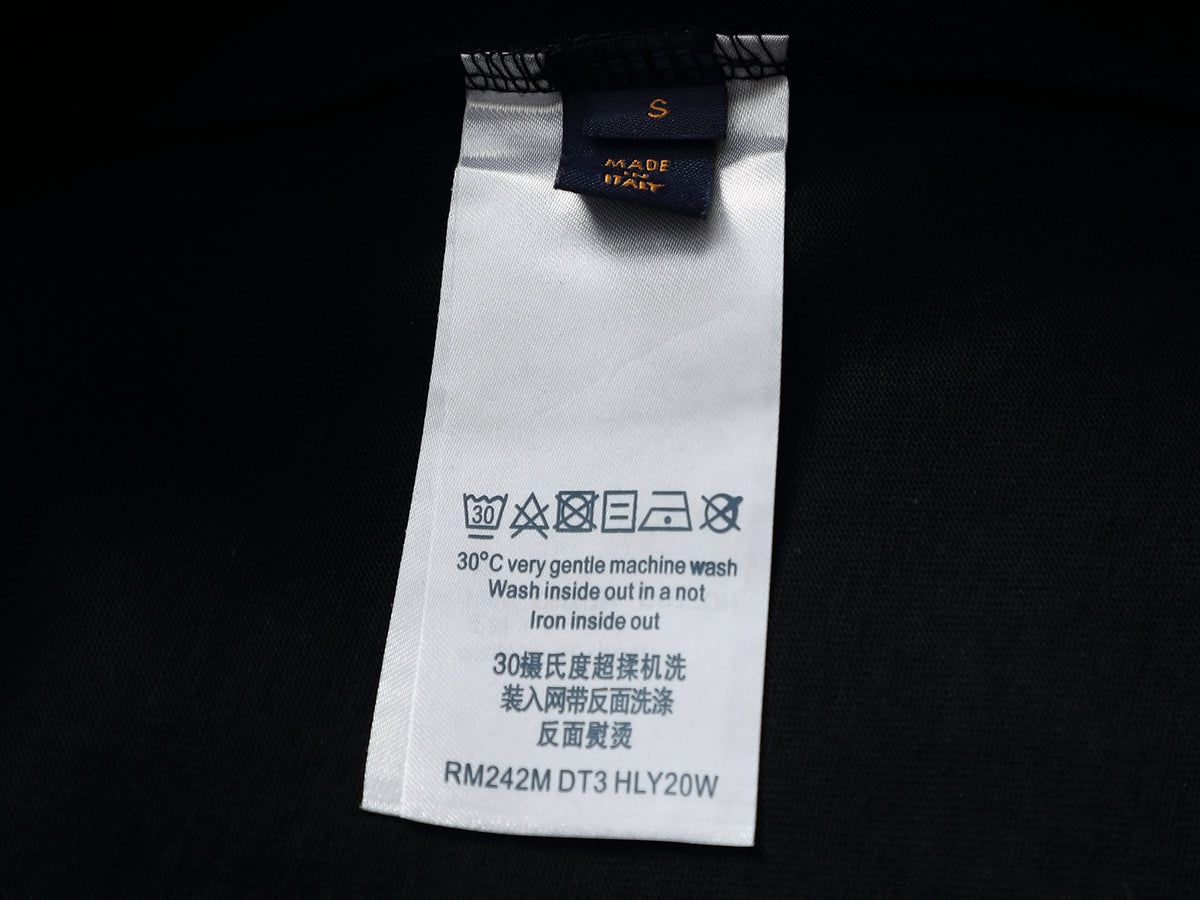 S
MADE
IN
ITALY
30
30°C very gentle machine wash
Wash inside out in a not
Iron inside out
30摄氏度超揉机洗
装入网带反面洗涤
反面熨烫
RM242M DT3 HLY20W